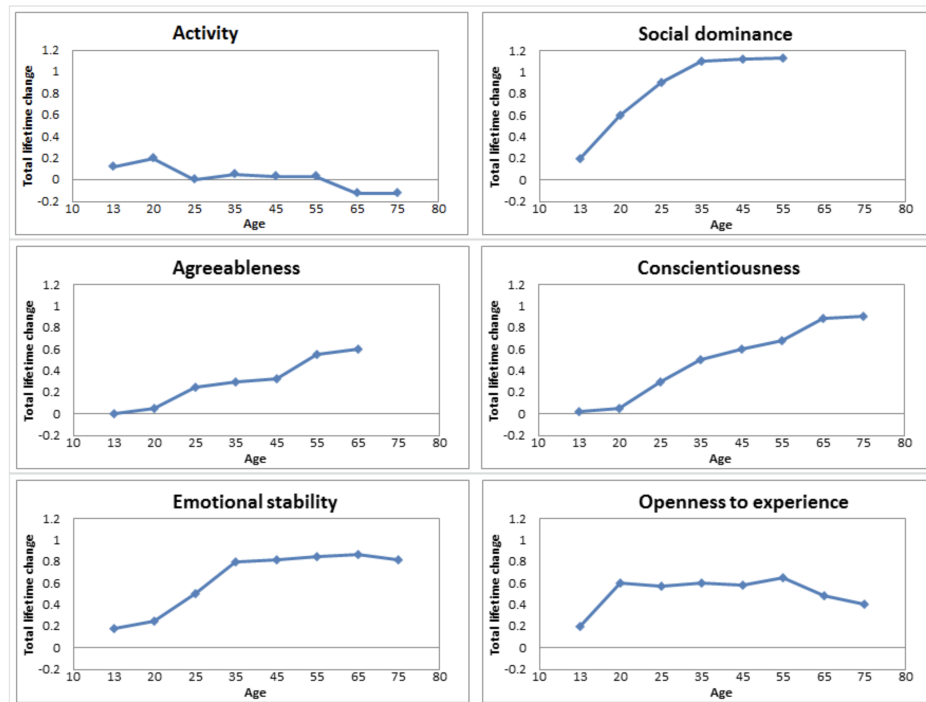 Activity
Total lifetime change
1.2
1
0.8
0.6
0.4
0.2
0
-0.2
10 13 20 25 35 45 55 65 75 80
Age
Social dominance
Total lifetime change
1.2
1
0.8
0.6
0.4
0.2
0
-0.2
10 13 20 25 35 45 55 65 75 80
Age
Agreeableness
Total lifetime change
1.2
1
0.8
0.6
0.4
0.2
0
-0.2
10 13 20 25 35 45 55 65 75 80
Age
Conscientiousness
Total lifetime change
1.2
1
0.8
0.6
0.4
0.2
0
-0.2
10 13 20 25 35 45 55 65 75 80
Age
Emotional stability
Total lifetime change
1.2
1
0.8
0.6
0.4
0.2
0
-0.2
10 13 20 25 35 45 55 65 75 80
Age
Openness to experience
Total lifetime change
1.2
1
0.8
0.6
0.4
0.2
0
-0.2
10 13 20 25 35 45 55 65 75 80
Age